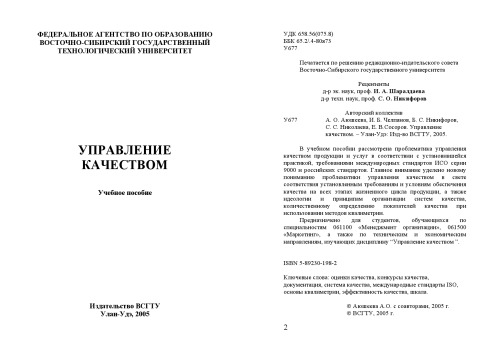 ФЕДЕРАЛЬНОЕ АГЕНТСТВО ПО ОБРАЗОВАНИЮ
ВОСТОЧНО-СИБИРСКИЙ ГОСУДАРСТВЕННЫЙ
ТЕХНОЛОГИЧЕСКИЙ УНИВЕРСИТЕТ
УПРАВЛЕНИЕ
КАЧЕСТВОМ
Учебное пособие
Издательство ВСГТУ
Улан-Удэ, 2005
УДК 658.56(075.8)
ББК 65.2/.4-80я73
У677
Печатается по решению редакционно-издательского совета
Восточно-Сибирского государственного университета
Рецензенты
д-р эк. наук, проф. И. А. Шаралдаева
д-р техн. наук, проф. С. О. Никифоров
Авторский коллектив
У677 А. О. Аюшеева, И. Б. Челпанов, Б. С. Никифоров,
С. С. Николаева, Е. В.Сосоров. Управление
качеством. – Улан-Удэ: Изд-во ВСГТУ, 2005.
В учебном пособии рассмотрена проблематика управления
качеством продукции и услуг в соответствии с установившейся
практикой, требованиями международных стандартов ИСО серии
9000 и российских стандартов. Главное внимание уделено новому
пониманию проблематики управления качеством в свете
соответствия установленным требованиям и условиям обеспечения
качества на всех этапах жизненного цикла продукции, а также
идеологии и принципам организации систем качества,
количественному определению показателей качества при
использовании методов квалиметрии.
Предназначено для студентов, обучающихся по
специальностям 061100 «Менеджмент организации», 061500
«Маркетинг», а также по техническим и экономическим
направлениям, изучающих дисциплину “Управление качеством”.
ISBN 5-89230-198-2
Ключевые слова: оценки качества, конкурсы качества,
документация, система качества, международные стандарты ISO,
основы квалиметрии, эффективность качества, школа.
© Аюшеева А.О. с соавторами, 2005 г.
© ВСГТУ, 2005 г.
2